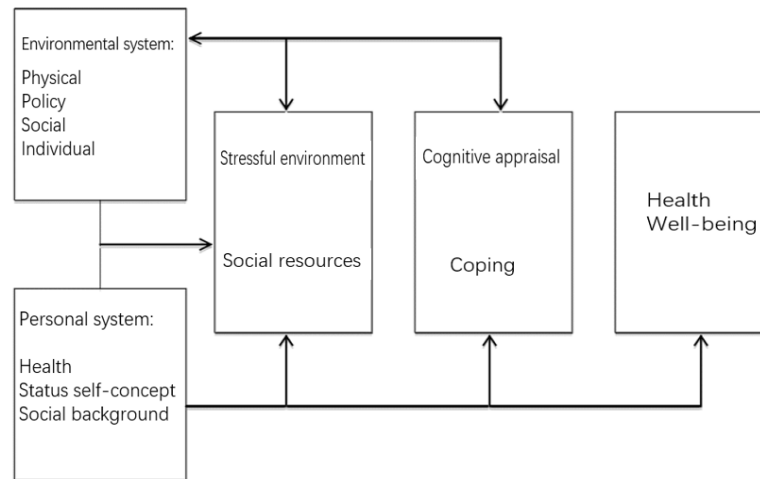 Environmental system:
Physical
Policy
Social
Individual
Stressful environment
Social resources
Cognitive appraisal
Coping
Health
Well-being
Personal system:
Health
Status self-concept
Social background